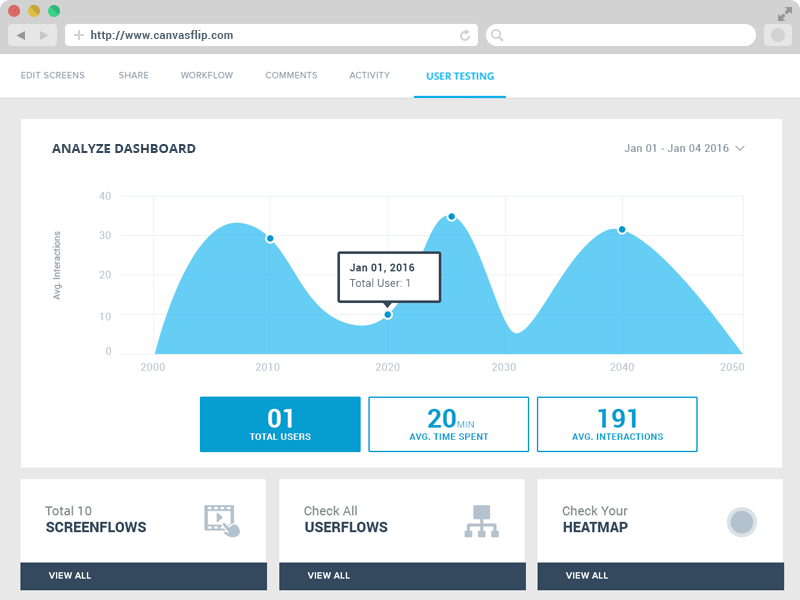 http://www.canvasflip.com
EDIT SCREENS SHARE WORKFLOW COMMENTS ACTIVITY USER TESTING
ANALYZE DASHBOARD Jan 01 - Jan 04 2016
Avg. Interactions
40
30
20
10
0
Jan 01, 2016
Total User: 1
2000 2010 2020 2030 2040 2050
01
TOTAL USERS
20 MIN
AVG. TIME SPENT
191
AVG. INTERACTIONS
Total 10
SCREENFLOWS
VIEW ALL
Check All
USERFLOWS
VIEW ALL
Check Your
HEATMAP
VIEW ALL